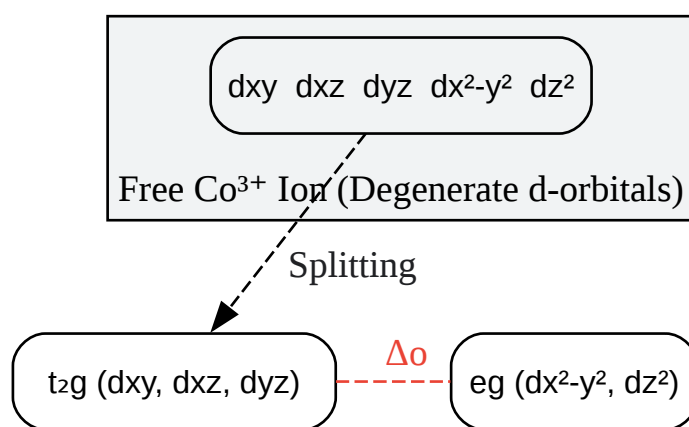 dxy dxz dyz dx²-y² dz²
Free Co³⁺ Ion (Degenerate d-orbitals)
Splitting
Δo
t₂g (dxy, dxz, dyz)
eg (dx²-y², dz²)